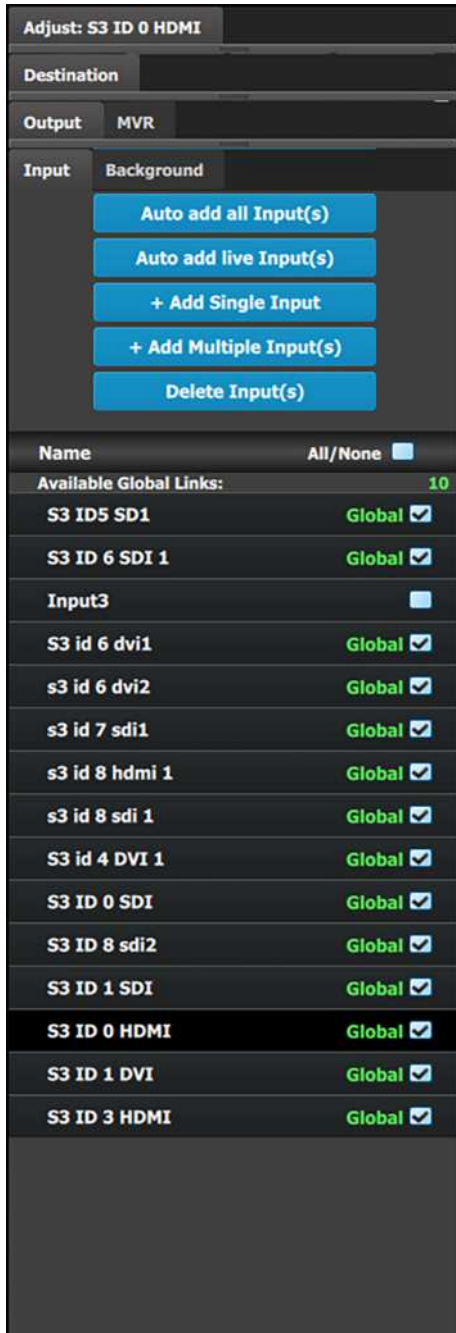 Adjust: S3 ID 0 HDMI
Destination
Output MVR
Input Background
Auto add all Input(s)
Auto add live Input(s)
+ Add Single Input
+ Add Multiple Input(s)
Delete Input(s)
Name All/None
Available Global Links: 10
S3 ID5 SD1 Global
S3 ID 6 SDI 1 Global
Input3
S3 id 6 dvi1 Global
s3 id 6 dvi2 Global
s3 id 7 sdi1 Global
s3 id 8 hdmi 1 Global
s3 id 8 sdi 1 Global
S3 id 4 DVI 1 Global
S3 ID 0 SDI Global
S3 ID 8 sdi2 Global
S3 ID 1 SDI Global
S3 ID 0 HDMI Global
S3 ID 1 DVI Global
S3 ID 3 HDMI Global